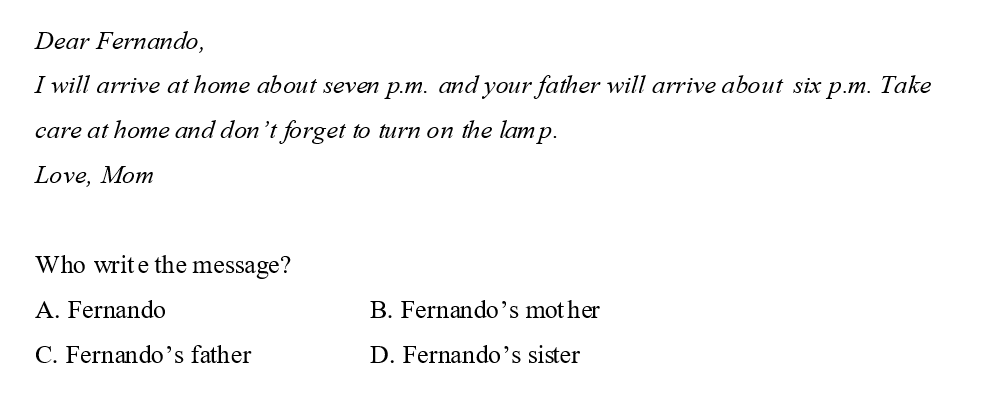 Dear Fernando,
I will arrive at home about seven p.m. and your father will arrive about six p.m. Take
care at home and don’t forget to turn on the lamp.
Love, Mom
Who write the message?
A. Fernando B. Fernando’s mother
C. Fernando’s father D. Fernando’s sister